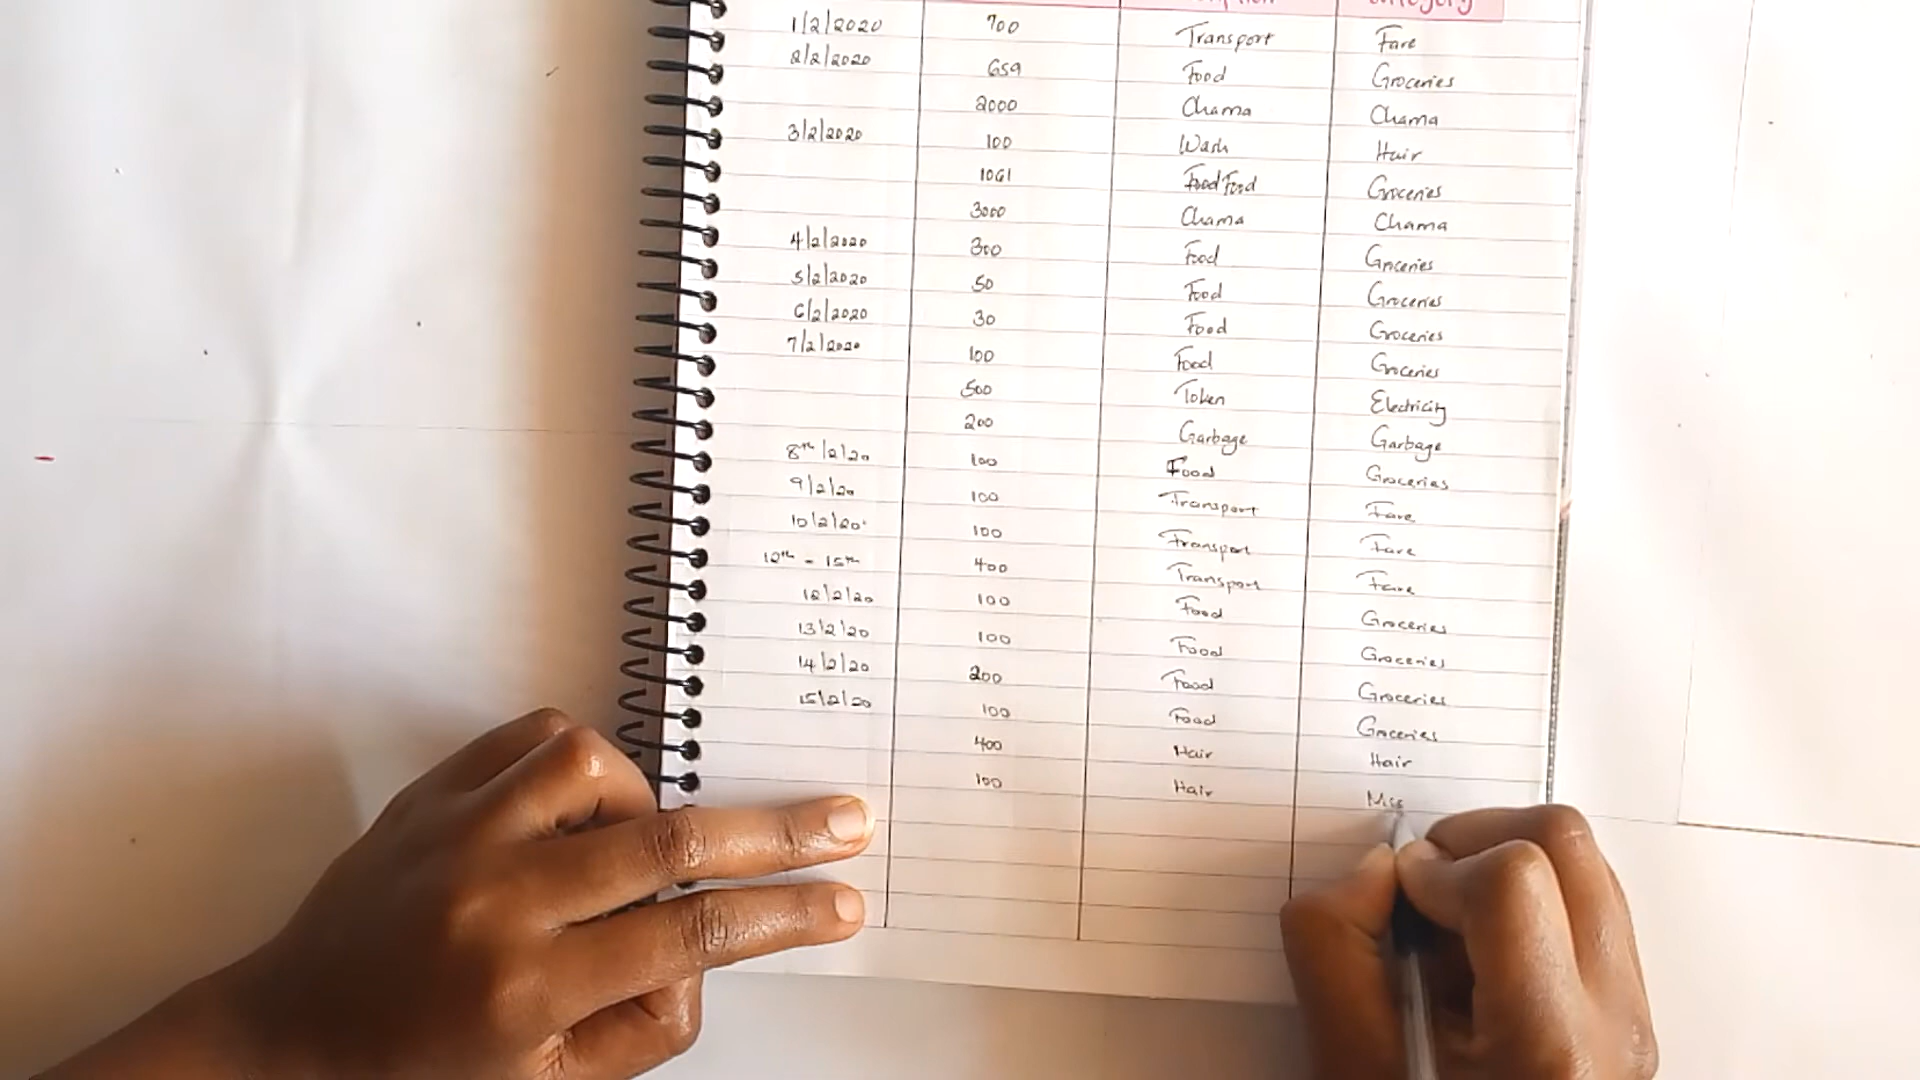 Category
1/2/2020 700 Transport Fare
2/2/2020 659 Food Groceries
2000 Chama Chama
3/2/2020 100 Wash Hair
1061 Food Food Groceries
3000 Chama Chama
4/2/2020 300 Food Groceries
5/2/2020 50 Food Groceries
6/2/2020 30 Food Groceries
7/2/2020 100 Food Groceries
500 Token Electricity
200 Garbage Garbage
8th/2/20 100 Food Groceries
9/2/20 100 Transport Fare
10/2/20 100 Transport Fare
12th - 15th 400 Transport Fare
12/2/20 100 Food Groceries
13/2/20 100 Food Groceries
14/2/20 200 Food Groceries
15/2/20 100 Food Groceries
400 Hair Hair
100 Hair